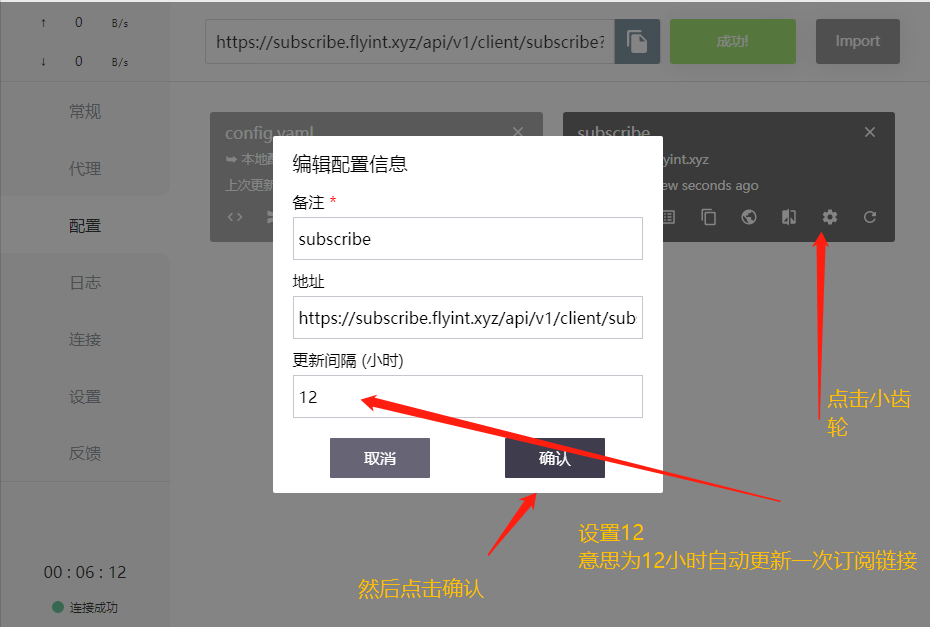 ↑ 0 B/s
https://subscribe.flyint.xyz/api/v1/client/subscribe? 成功! Import
↓ 0 B/s
常规
代理
配置
日志
连接
设置
反馈
00 : 06 : 12
连接成功
config.yaml
本地配
上次更新
subscribe
yint.xyz
ew seconds ago
编辑配置信息
备注 *
subscribe
地址
https://subscribe.flyint.xyz/api/v1/client/sub
更新间隔 (小时)
12
取消 确认
点击小齿
轮
设置12
意思为12小时自动更新一次订阅链接
然后点击确认